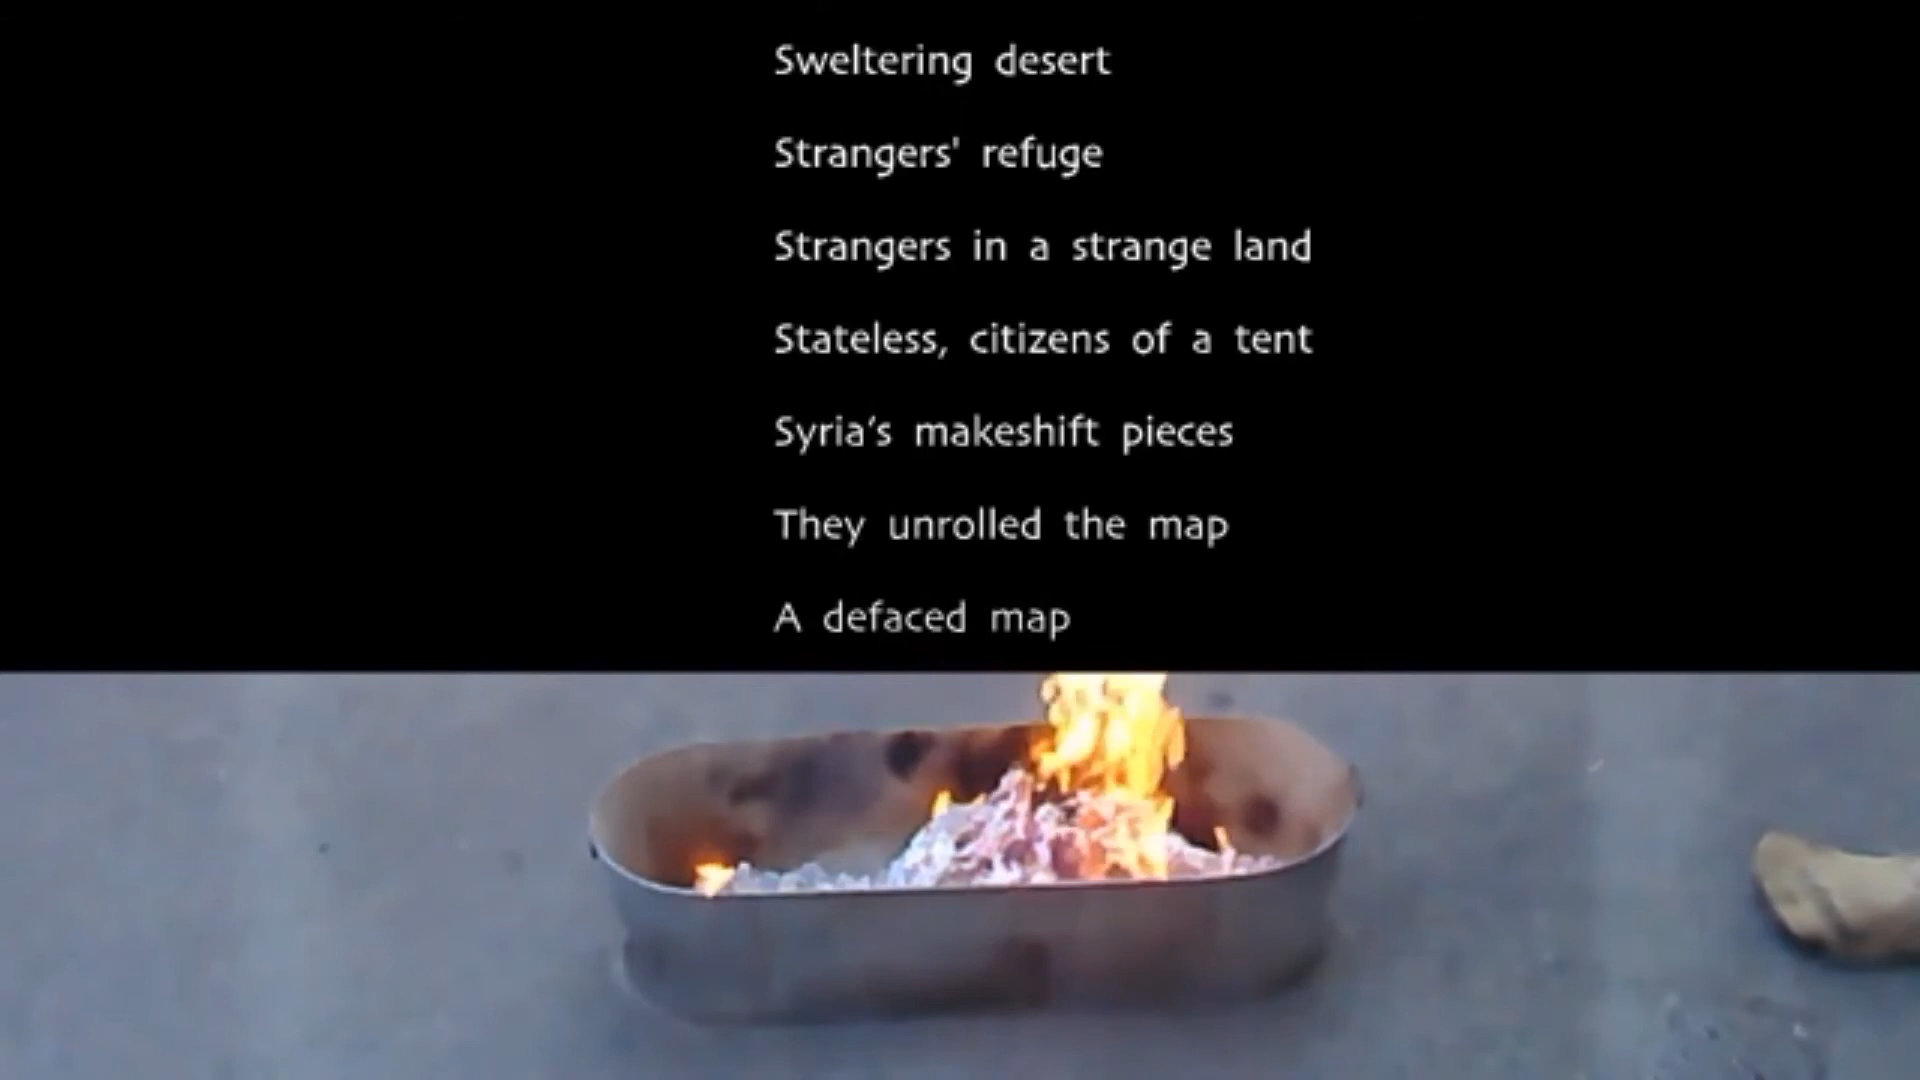 Sweltering desert
Strangers' refuge
Strangers in a strange land
Stateless, citizens of a tent
Syria’s makeshift pieces
They unrolled the map
A defaced map